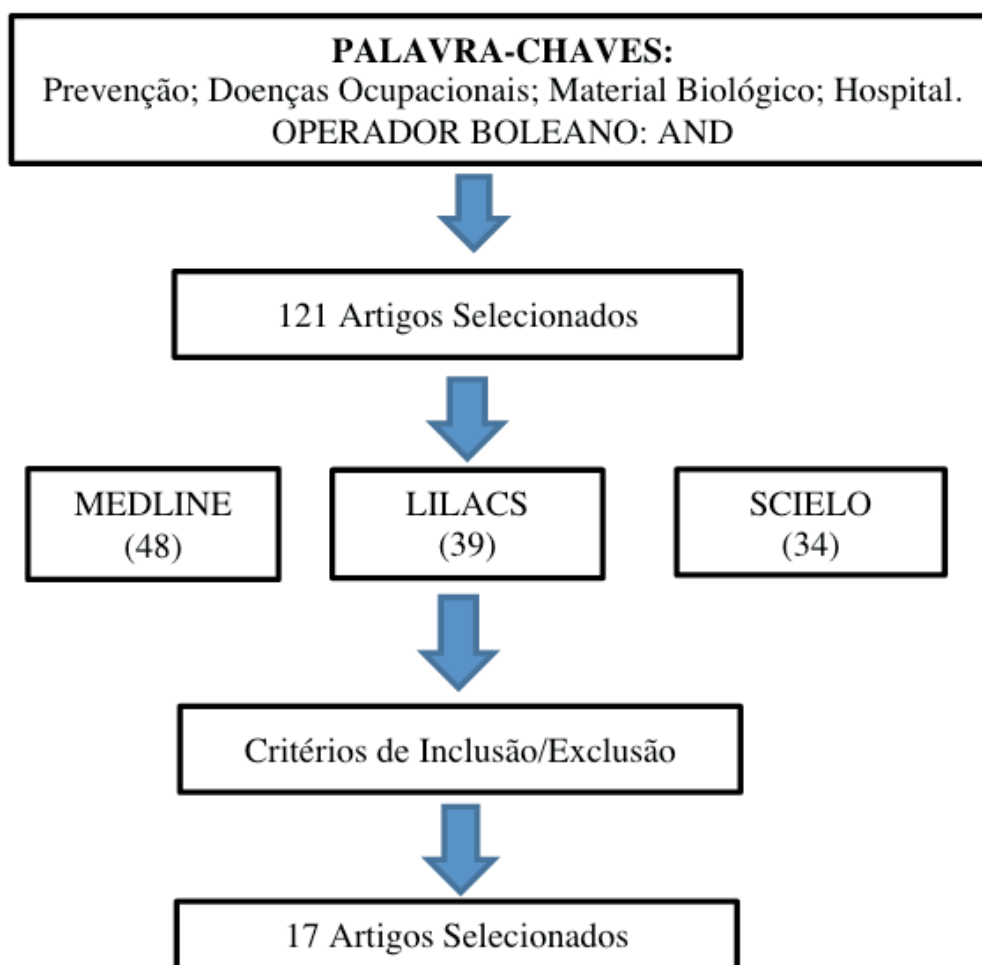 PALAVRA-CHAVES:
Prevenção; Doenças Ocupacionais; Material Biológico; Hospital.
OPERADOR BOLEANO: AND
121 Artigos Selecionados
MEDLINE
(48)
LILACS
(39)
SCIELO
(34)
Critérios de Inclusão/Exclusão
17 Artigos Selecionados